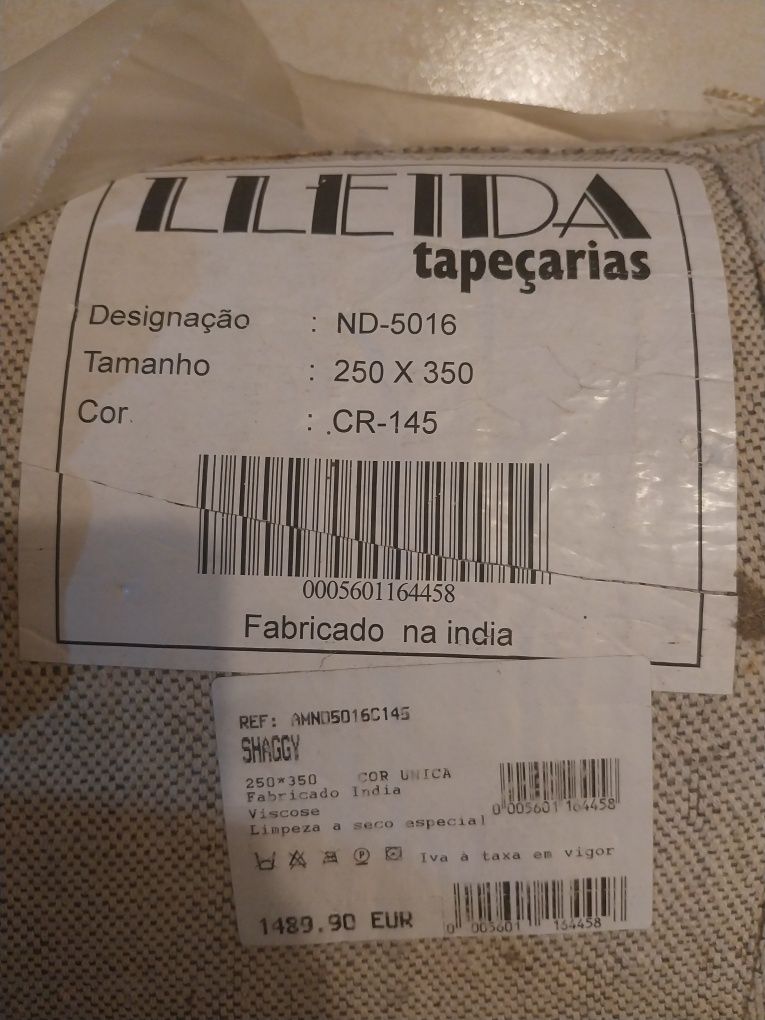 LLEIDA
tapeçarias
Designação : ND-5016
Tamanho : 250 X 350
Cor. : .CR-145
0005601164458
Fabricado na india
REF: AMND5016C145
SHAGGY
250*350 COR UNICA
Fabricado India
Viscose
0 005601 164458
Limpeza a seco especial
P
Iva à taxa em vigor
1489.90 EUR
0 005601 164458